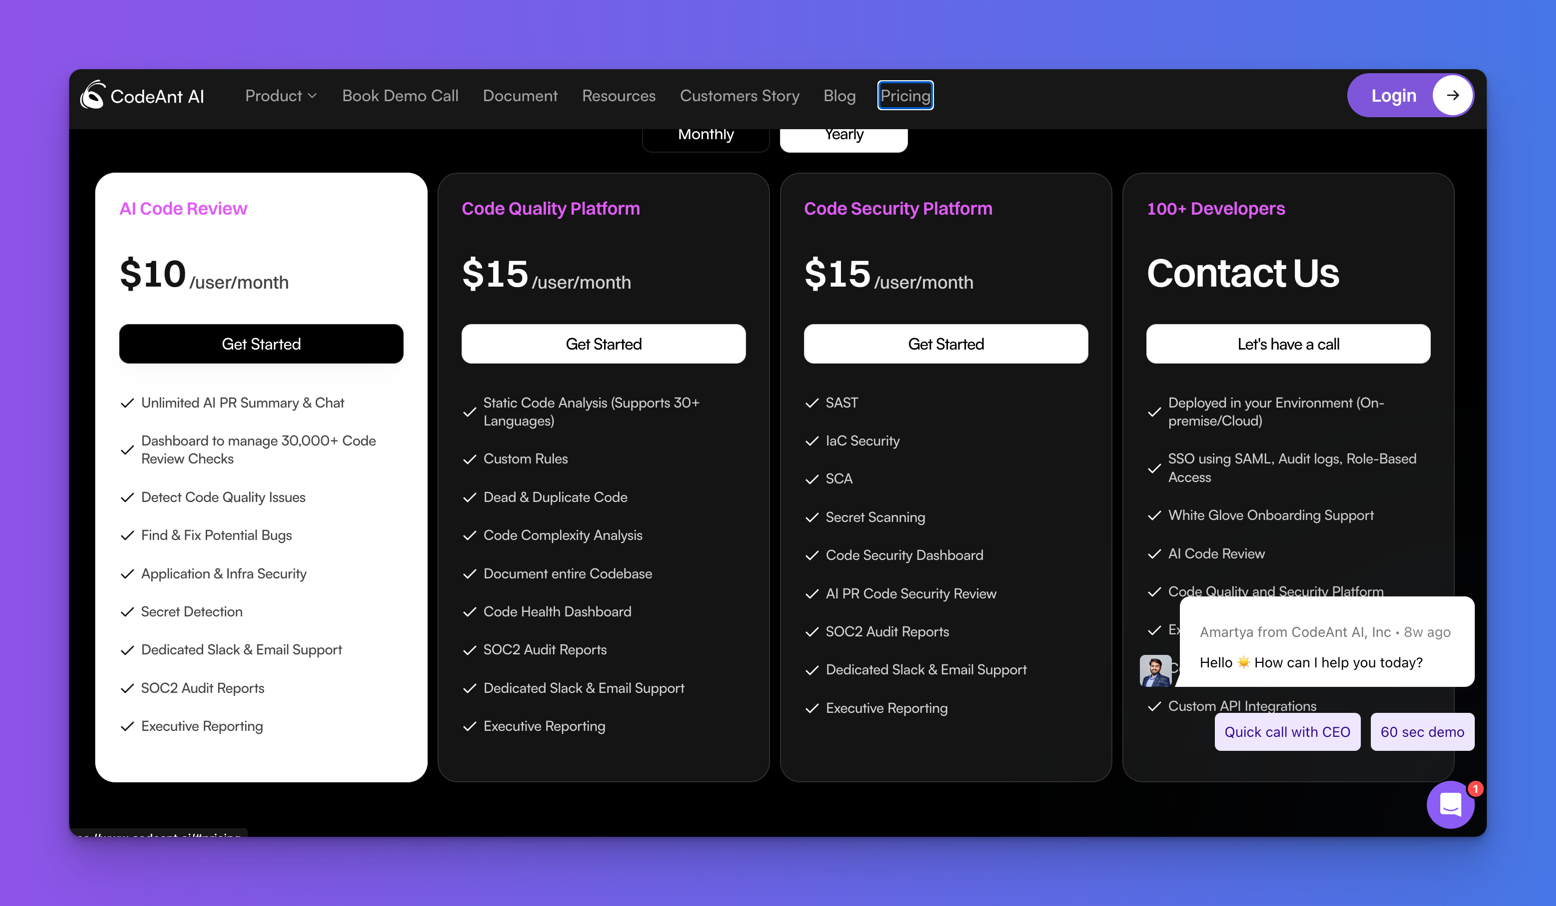 CodeAnt AI
Product
Book Demo Call
Document
Resources
Customers Story
Blog
Pricing
Login
Monthly
Yearly
AI Code Review
$10 /user/month
Get Started
Unlimited AI PR Summary & Chat
Dashboard to manage 30,000+ Code
Review Checks
Detect Code Quality Issues
Find & Fix Potential Bugs
Application & Infra Security
Secret Detection
Dedicated Slack & Email Support
SOC2 Audit Reports
Executive Reporting
Code Quality Platform
$15 /user/month
Get Started
Static Code Analysis (Supports 30+
Languages)
Custom Rules
Dead & Duplicate Code
Code Complexity Analysis
Document entire Codebase
Code Health Dashboard
SOC2 Audit Reports
Dedicated Slack & Email Support
Executive Reporting
Code Security Platform
$15 /user/month
Get Started
SAST
IaC Security
SCA
Secret Scanning
Code Security Dashboard
AI PR Code Security Review
SOC2 Audit Reports
Dedicated Slack & Email Support
Executive Reporting
100+ Developers
Contact Us
Let's have a call
Deployed in your Environment (On-
premise/Cloud)
SSO using SAML, Audit logs, Role-Based
Access
White Glove Onboarding Support
AI Code Review
Code Quality and Security Platform
Custom API Integrations
Amartya from CodeAnt AI, Inc • 8w ago
Hello ☀️ How can I help you today?
Quick call with CEO
60 sec demo
1